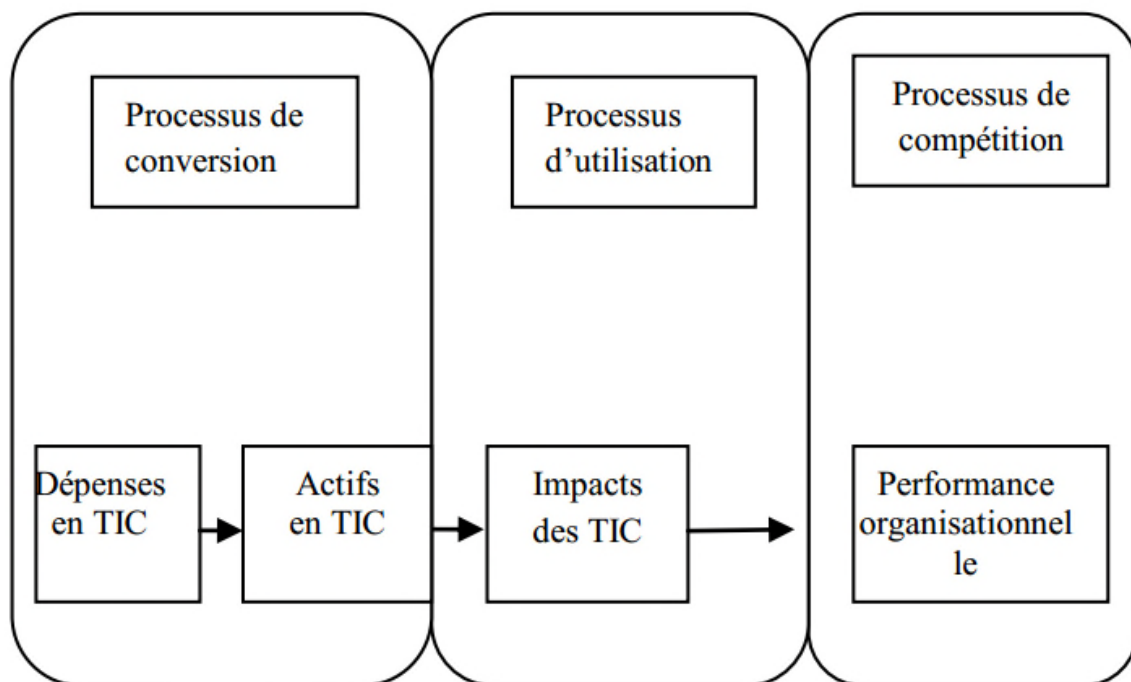 Processus de
conversion
Processus
d’utilisation
Processus de
compétition
Dépenses
en TIC
Actifs
en TIC
Impacts
des TIC
Performance
organisationnel
le